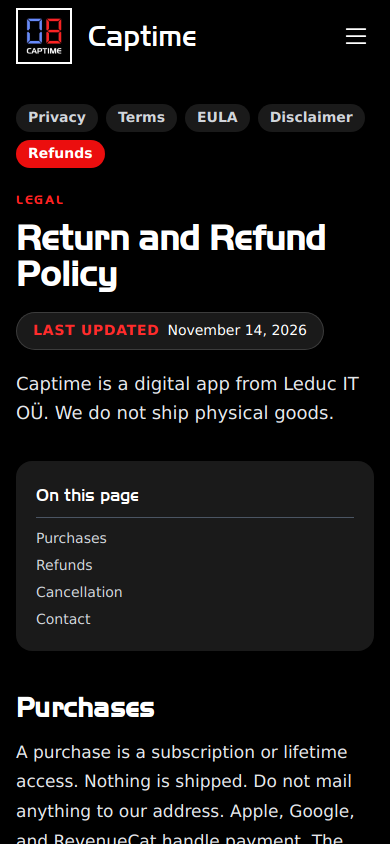 08
CAPTIME
Captime
Privacy
Terms
EULA
Disclaimer
Refunds
LEGAL
Return and Refund
Policy
LAST UPDATED November 14, 2026
Captime is a digital app from Leduc IT
OÜ. We do not ship physical goods.
On this page
Purchases
Refunds
Cancellation
Contact
Purchases
A purchase is a subscription or lifetime
access. Nothing is shipped. Do not mail
anything to our address. Apple, Google,
and RevenueCat handle payment. The